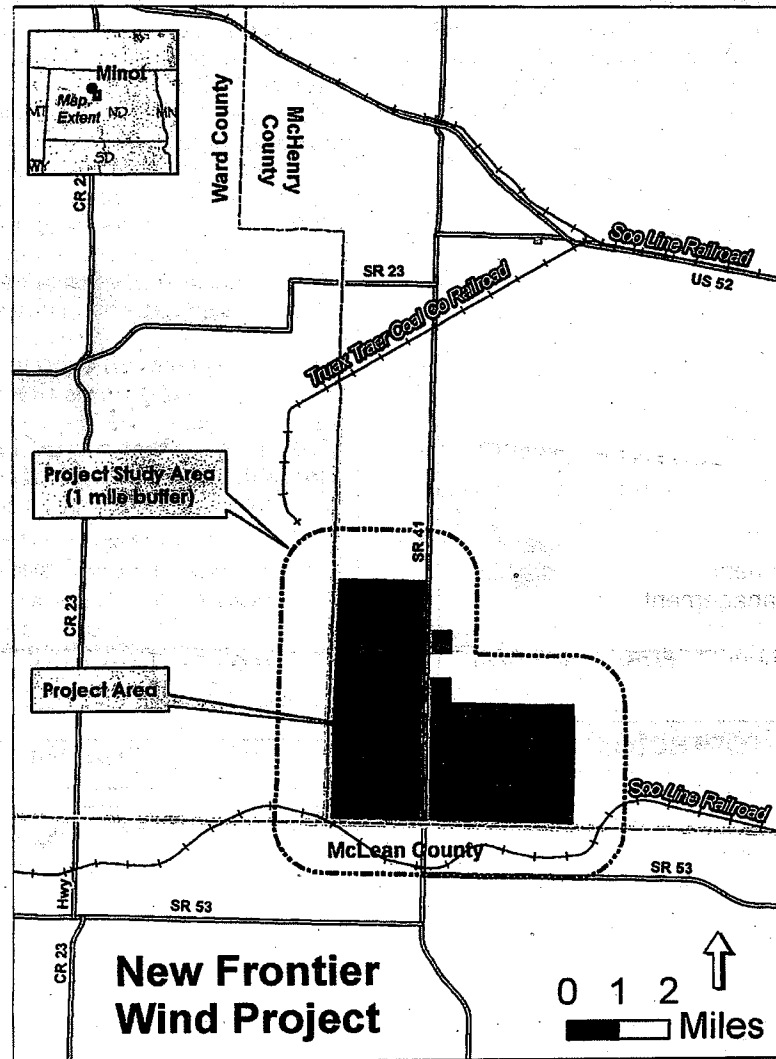 Minot
Map Extent
MT
ND
MN
SD
WY
CR 23
Ward County
McHenry
County
Soo Line Railroad
US 52
SR 23
Truax Traer Coal Co Railroad
Project Study Area
(1 mile buffer)
SR 41
CR 23
Project Area
Soo Line Railroad
McLean County
SR 53
Hwy
SR 53
CR 23
New Frontier
Wind Project
0 1 2
Miles